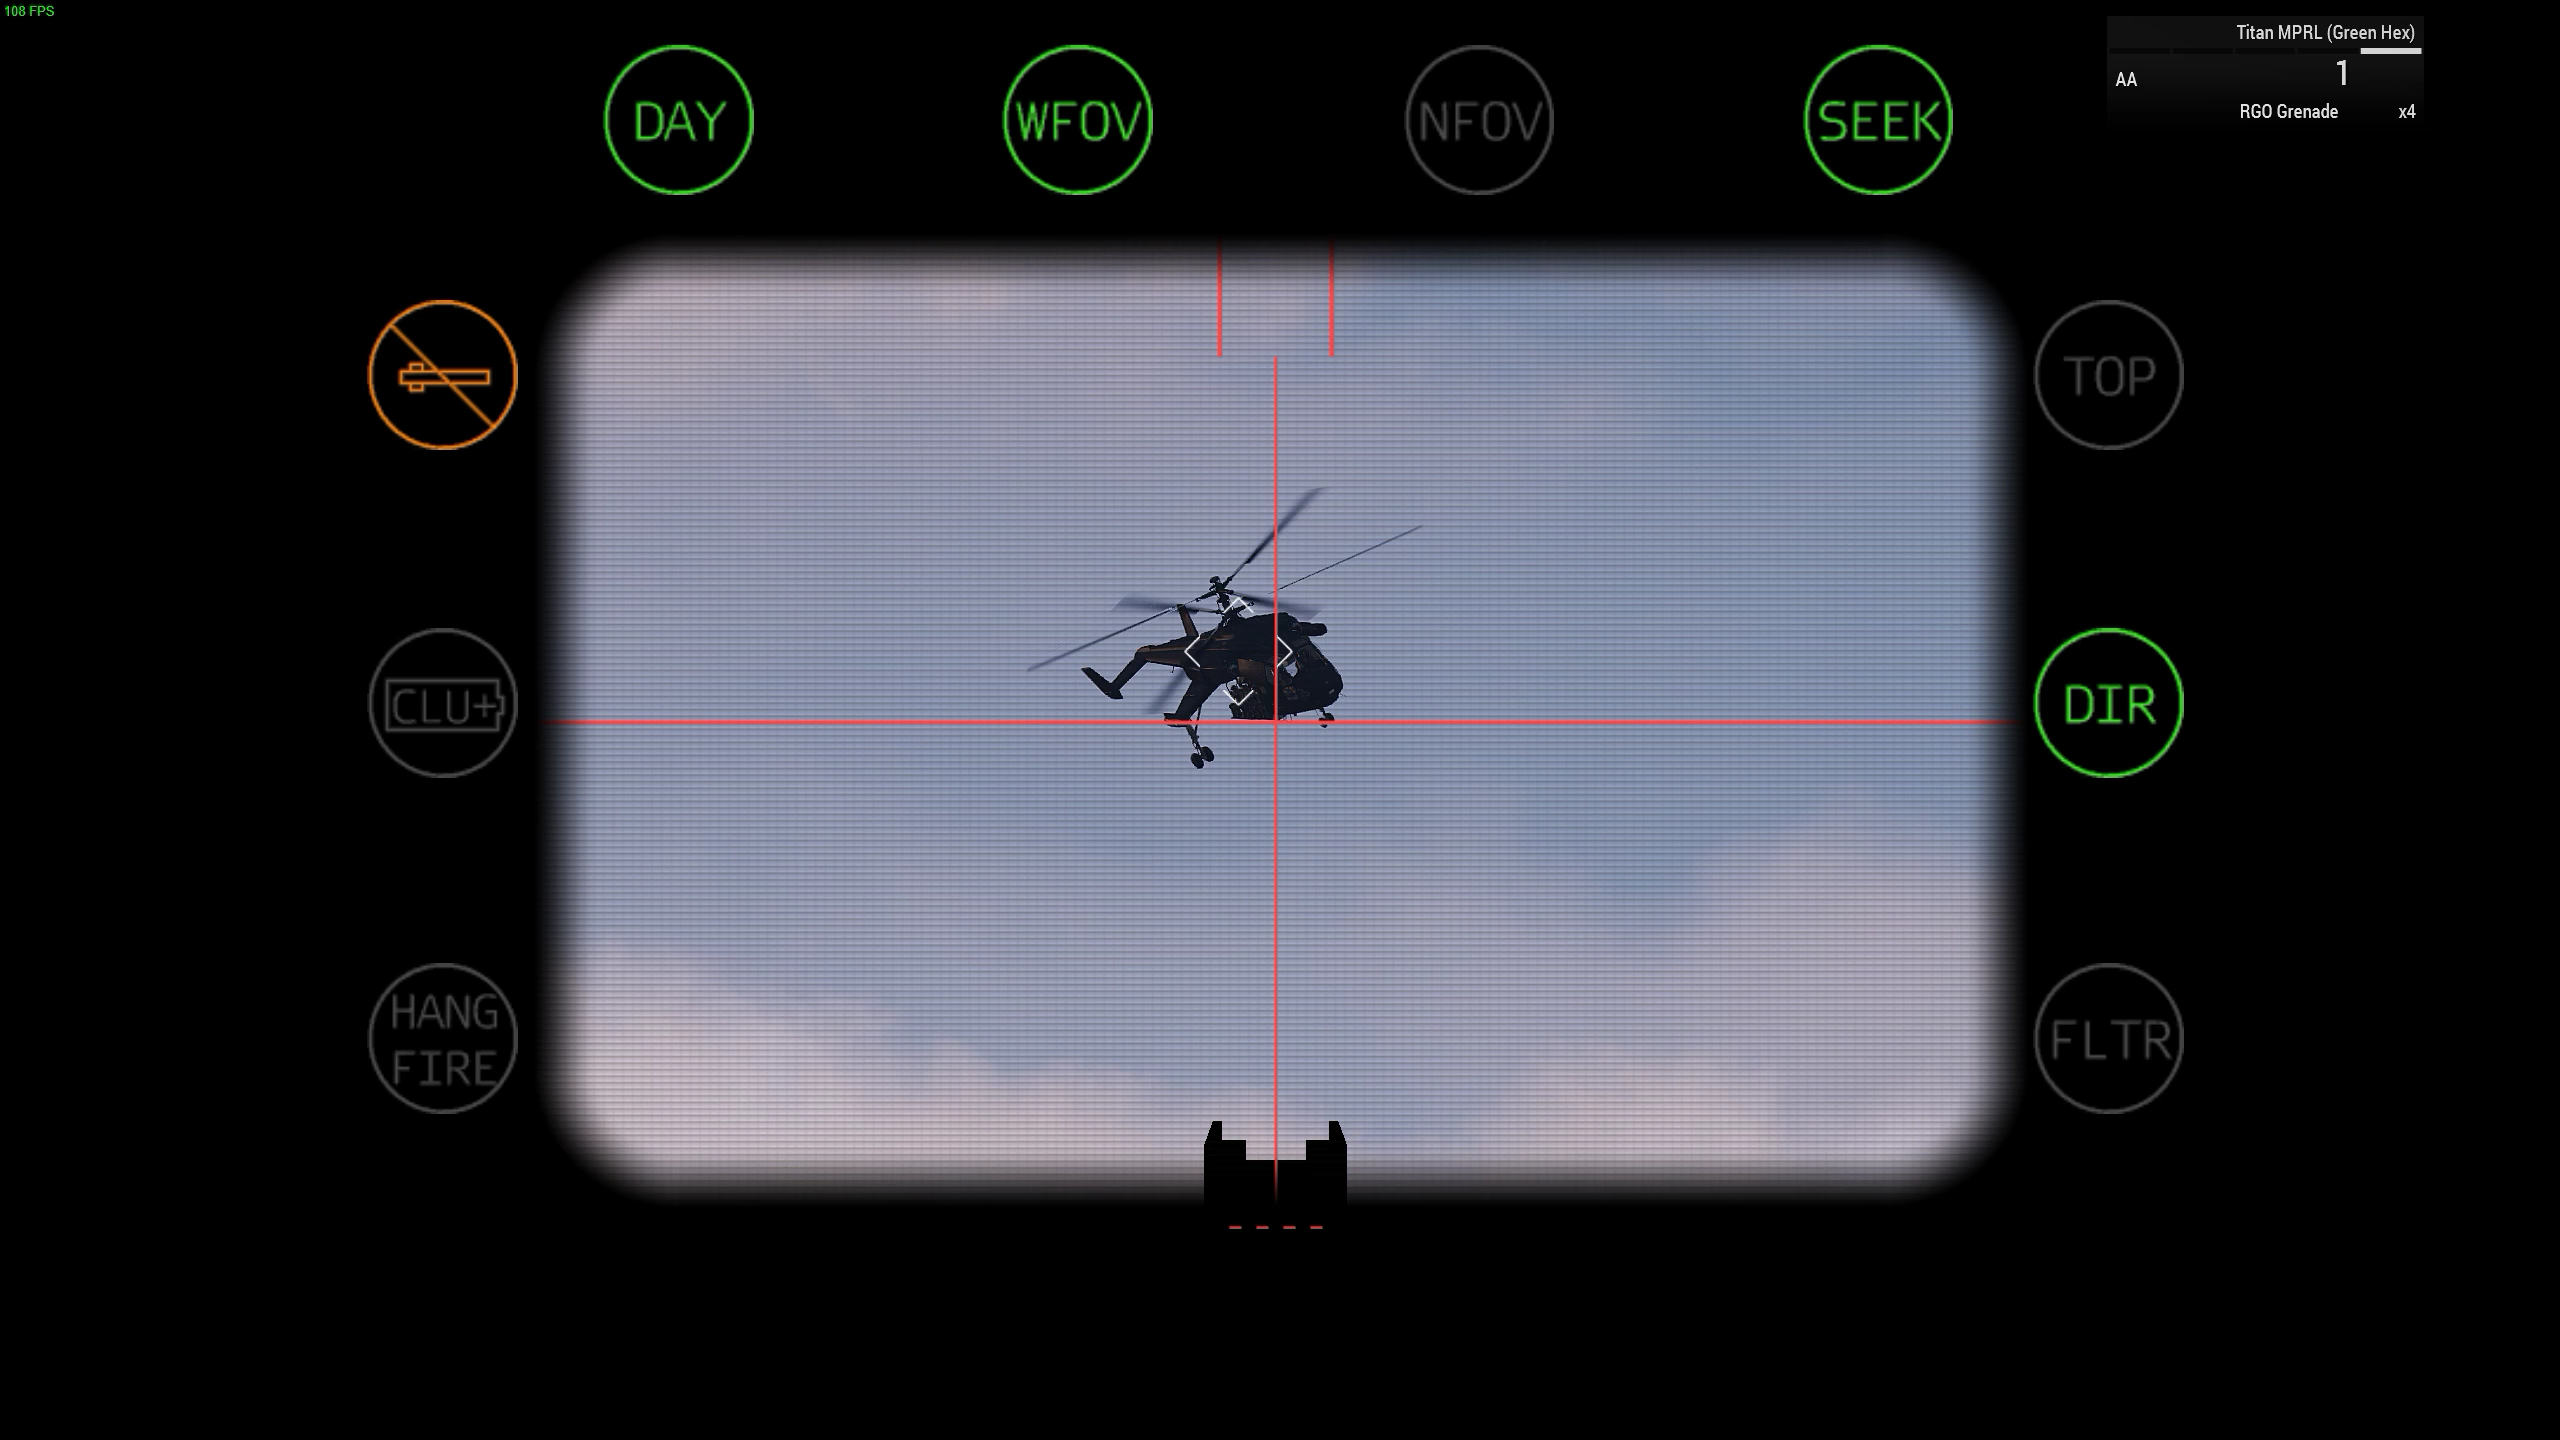 108 FPS
Titan MPRL (Green Hex)
AA 1
RGO Grenade x4
DAY WFOV NFOV SEEK
TOP
CLU+
DIR
HANG
FIRE
FLTR
- - - -